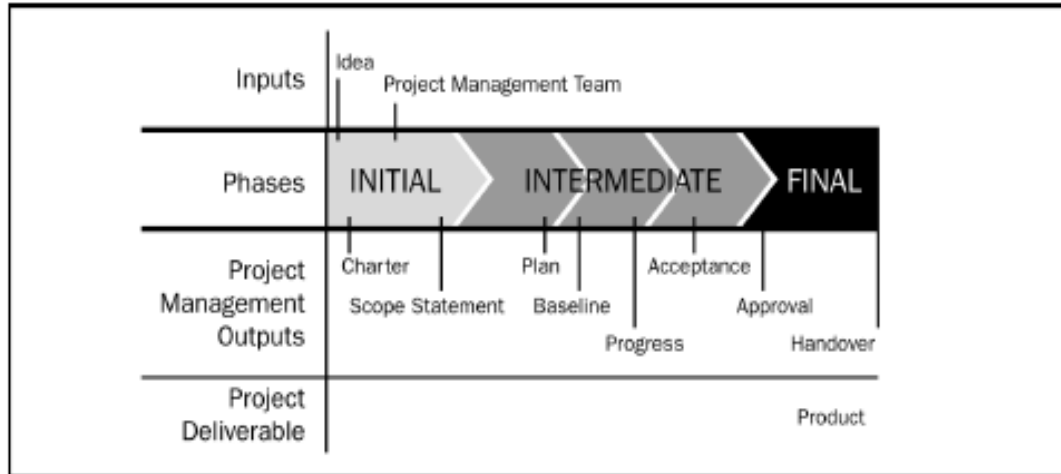 Idea
Inputs
Project Management Team
Phases
INITIAL
INTERMEDIATE
FINAL
Project
Management
Outputs
Charter
Plan
Acceptance
Scope Statement
Baseline
Approval
Progress
Handover
Project
Deliverable
Product